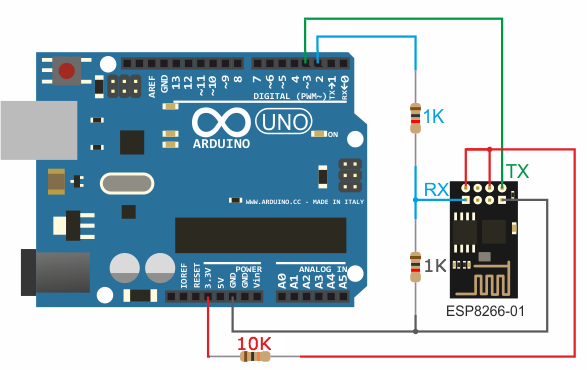 AREF
GND
13
12
~11
~10
~9
8
7
~6
~5
4
~3
2
TX→1
RX←0
DIGITAL (PWM~)
UNO
ARDUINO
ON
1K
TX
RX
WWW.ARDUINO.CC - MADE IN ITALY
1K
POWER
ANALOG IN
IOREF
RESET
3.3V
5V
GND
GND
Vin
A0
A1
A2
A3
A4
A5
ESP8266-01
10K